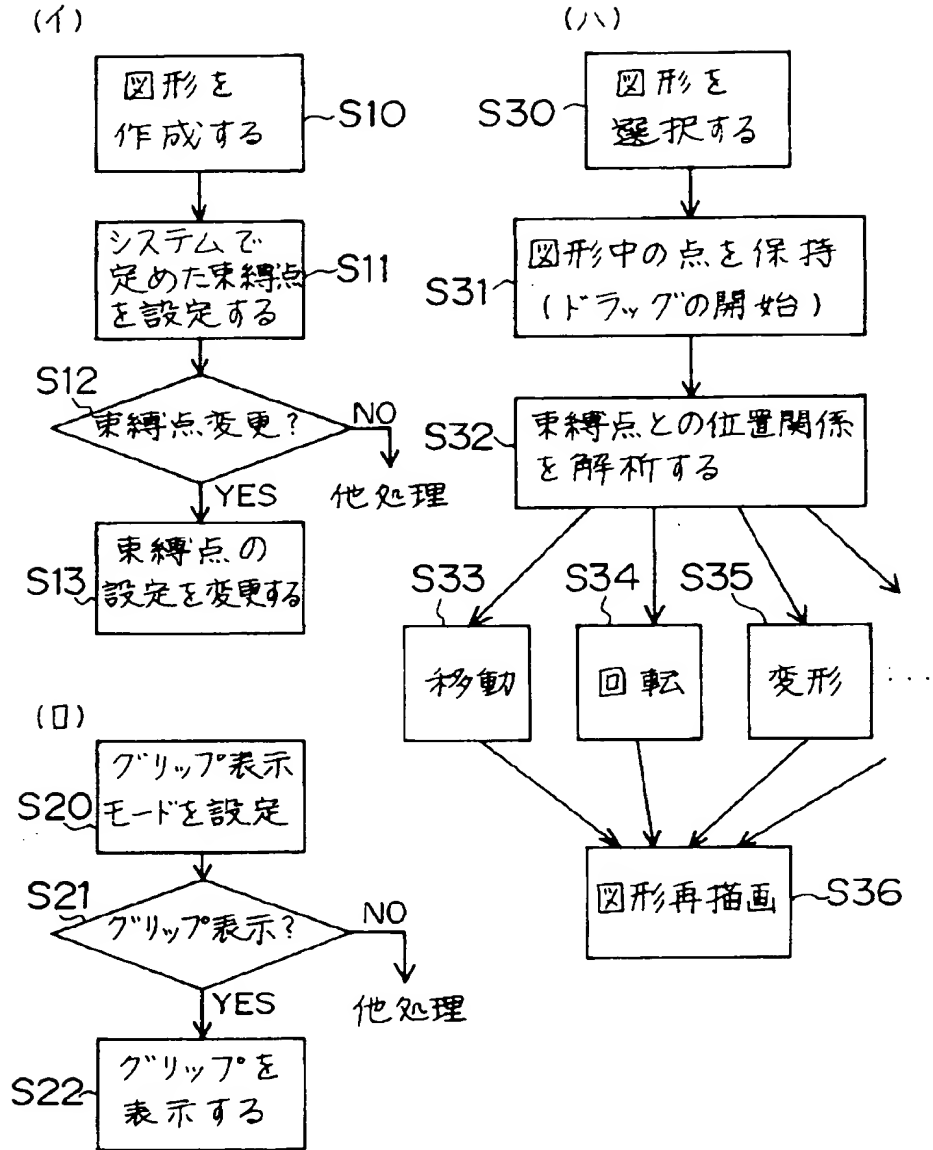 (イ)
図形を
作成する
S10
システムで
定めた束縛点
を設定する
S11
S12
束縛点変更?
NO
他処理
YES
束縛点の
設定を変更する
S13
(ロ)
グリップ表示
モードを設定
S20
S21
グリップ表示?
NO
他処理
YES
グリップを
表示する
S22
(ハ)
図形を
選択する
S30
図形中の点を保持
(ドラッグの開始)
S31
束縛点との位置関係
を解析する
S32
S33
移動
S34
回転
S35
変形
...
図形再描画
S36